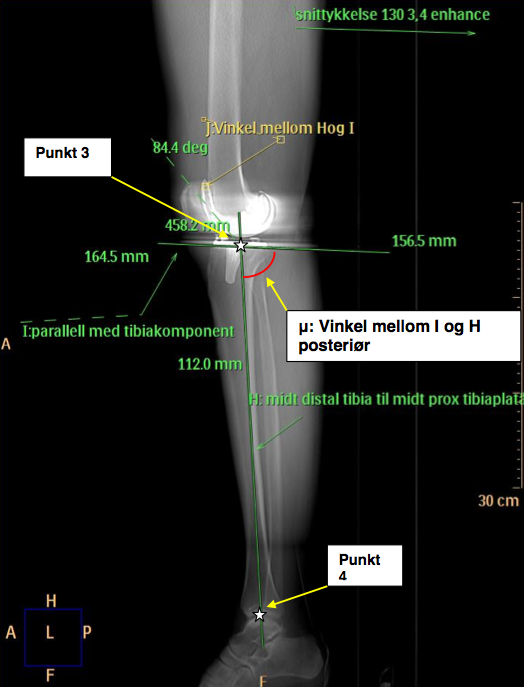 snittykkelse 130 3,4 enhance
J:Vinkel mellom Hog I
84.4 deg
Punkt 3
458.2 mm
156.5 mm
164.5 mm
µ: Vinkel mellom I og H
posteriør
I:parallell med tibiakomponent
A
112.0 mm
H: midt distal tibia til midt prox tibiaplata
30 cm
Punkt
4
H
A L P
F
F